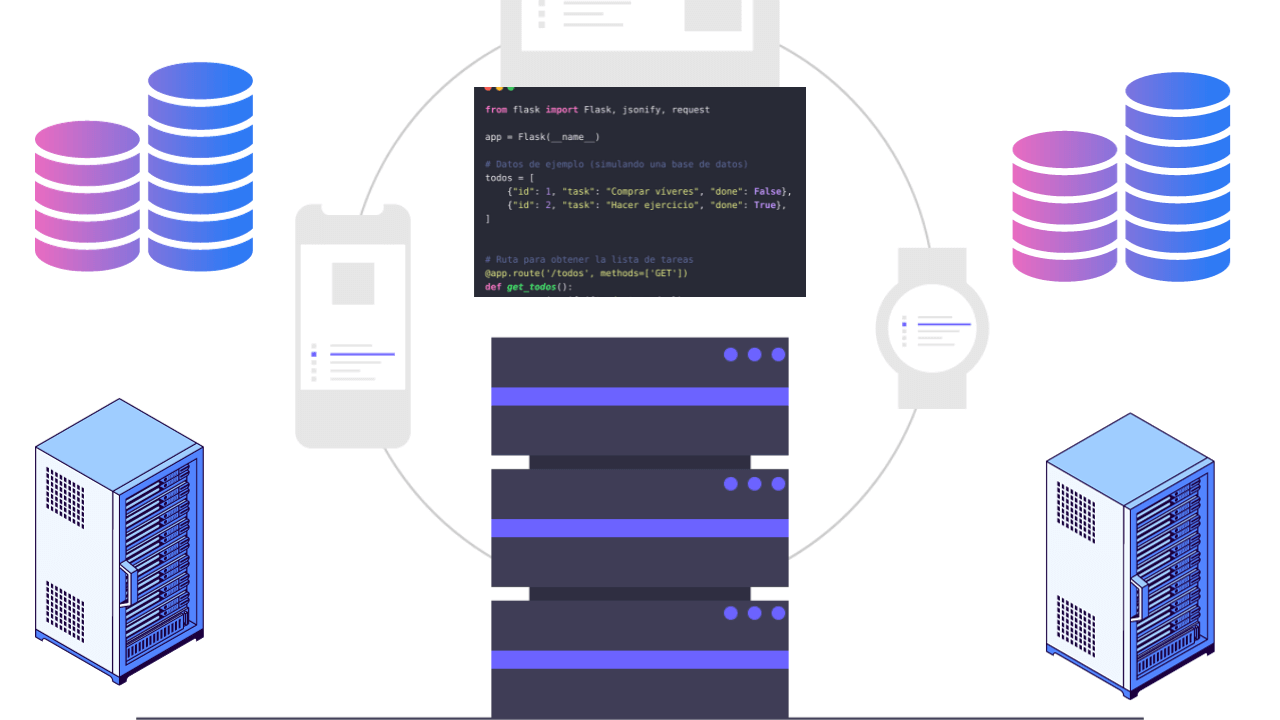 from flask import Flask, jsonify, request
app = Flask(__name__)
# Datos de ejemplo (simulando una base de datos)
todos = [
{"id": 1, "task": "Comprar víveres", "done": False},
{"id": 2, "task": "Hacer ejercicio", "done": True},
]
# Ruta para obtener la lista de tareas
@app.route('/todos', methods=['GET'])
def get_todos():